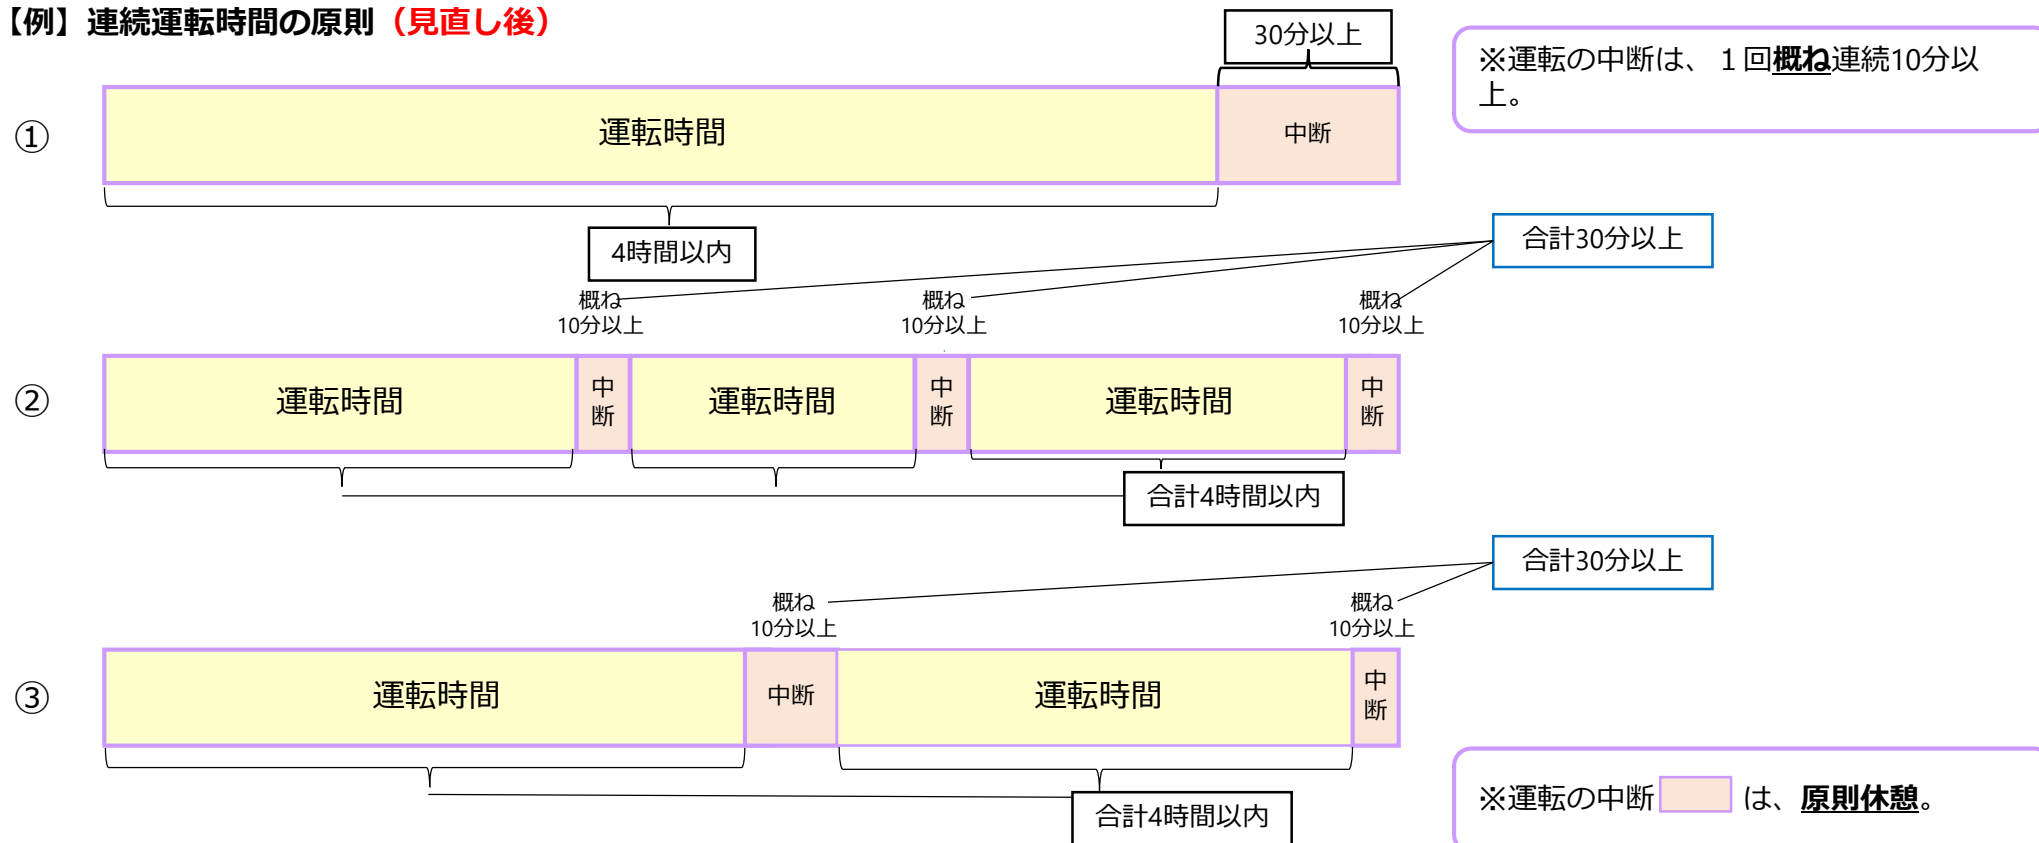 【例】連続運転時間の原則（見直し後）
30分以上
※運転の中断は、１回概ね連続10分以
上。
①
運転時間
中断
4時間以内
合計30分以上
概ね
10分以上
概ね
10分以上
概ね
10分以上
②
運転時間
中
断
運転時間
中
断
運転時間
中
断
合計4時間以内
合計30分以上
概ね
10分以上
概ね
10分以上
③
運転時間
中断
運転時間
中
断
合計4時間以内
※運転の中断 は、原則休憩。